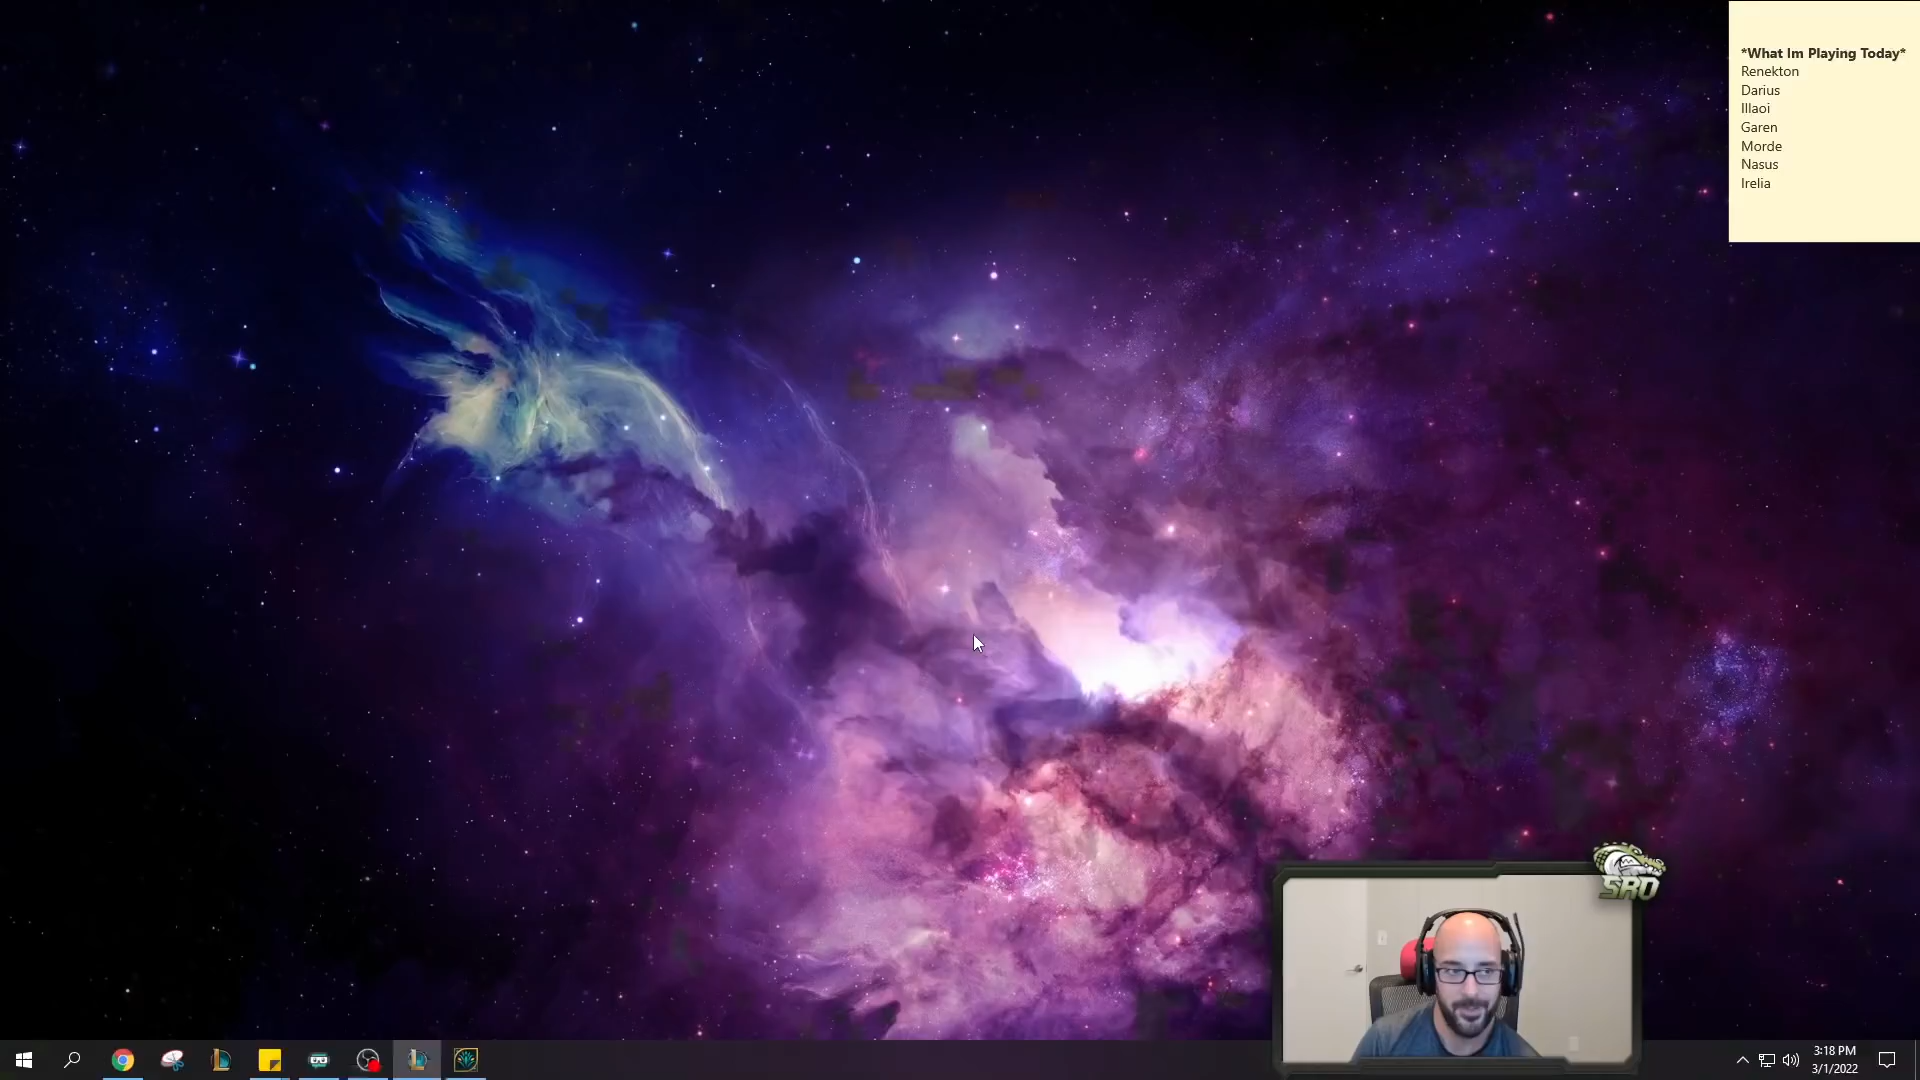 *What Im Playing Today*
Renekton
Darius
Illaoi
Garen
Morde
Nasus
Irelia
SRO
3:18 PM
3/1/2022